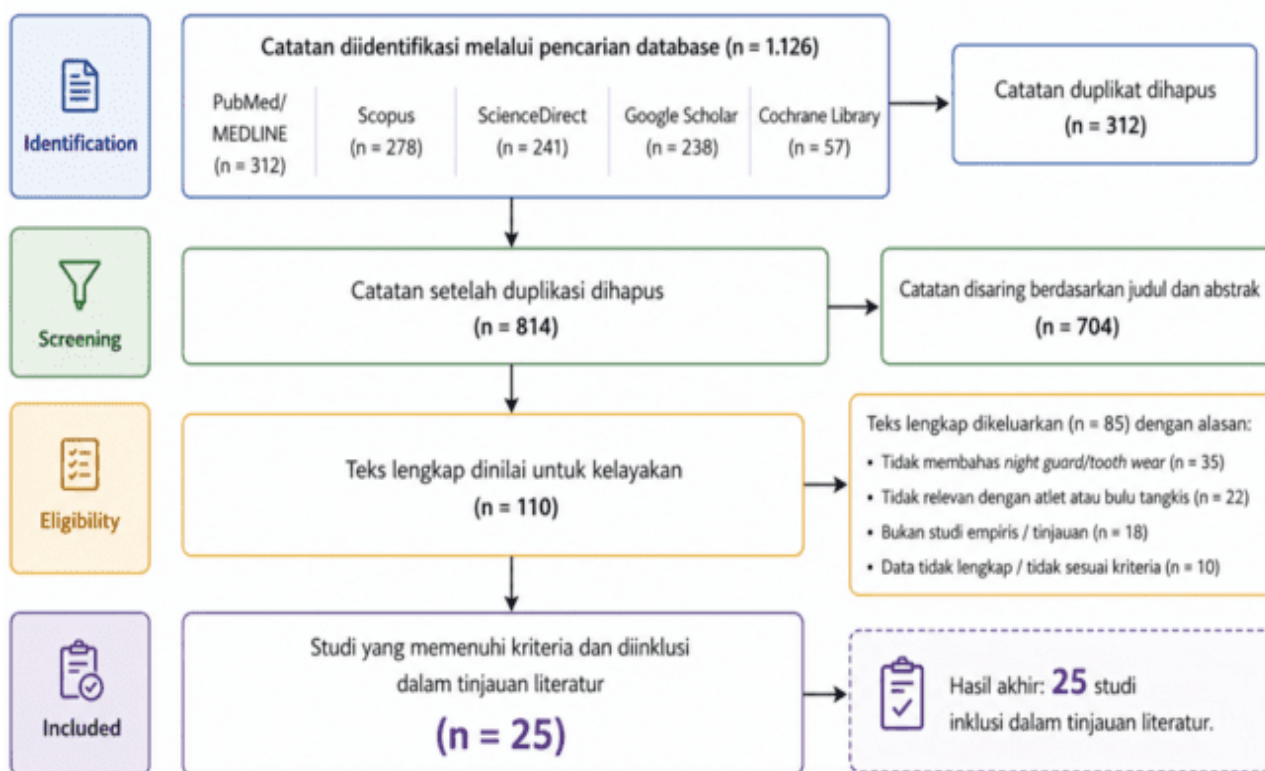 Identification
Catatan diidentifikasi melalui pencarian database (n = 1.126)
PubMed/
MEDLINE
(n = 312)
Scopus
(n = 278)
ScienceDirect
(n = 241)
Google Scholar
(n = 238)
Cochrane Library
(n = 57)
Catatan duplikat dihapus
(n = 312)
Screening
Catatan setelah duplikasi dihapus
(n = 814)
Catatan disaring berdasarkan judul dan abstrak
(n = 704)
Eligibility
Teks lengkap dinilai untuk kelayakan
(n = 110)
Teks lengkap dikeluarkan (n = 85) dengan alasan:
• Tidak membahas night guard/tooth wear (n = 35)
• Tidak relevan dengan atlet atau bulu tangkis (n = 22)
• Bukan studi empiris / tinjauan (n = 18)
• Data tidak lengkap / tidak sesuai kriteria (n = 10)
Included
Studi yang memenuhi kriteria dan diinklusi
dalam tinjauan literatur
(n = 25)
Hasil akhir: 25 studi
inklusi dalam tinjauan literatur.